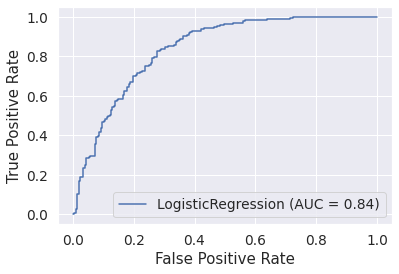 1.0
0.8
0.6
0.4
0.2
0.0
True Positive Rate
LogisticRegression (AUC = 0.84)
0.0 0.2 0.4 0.6 0.8 1.0
False Positive Rate